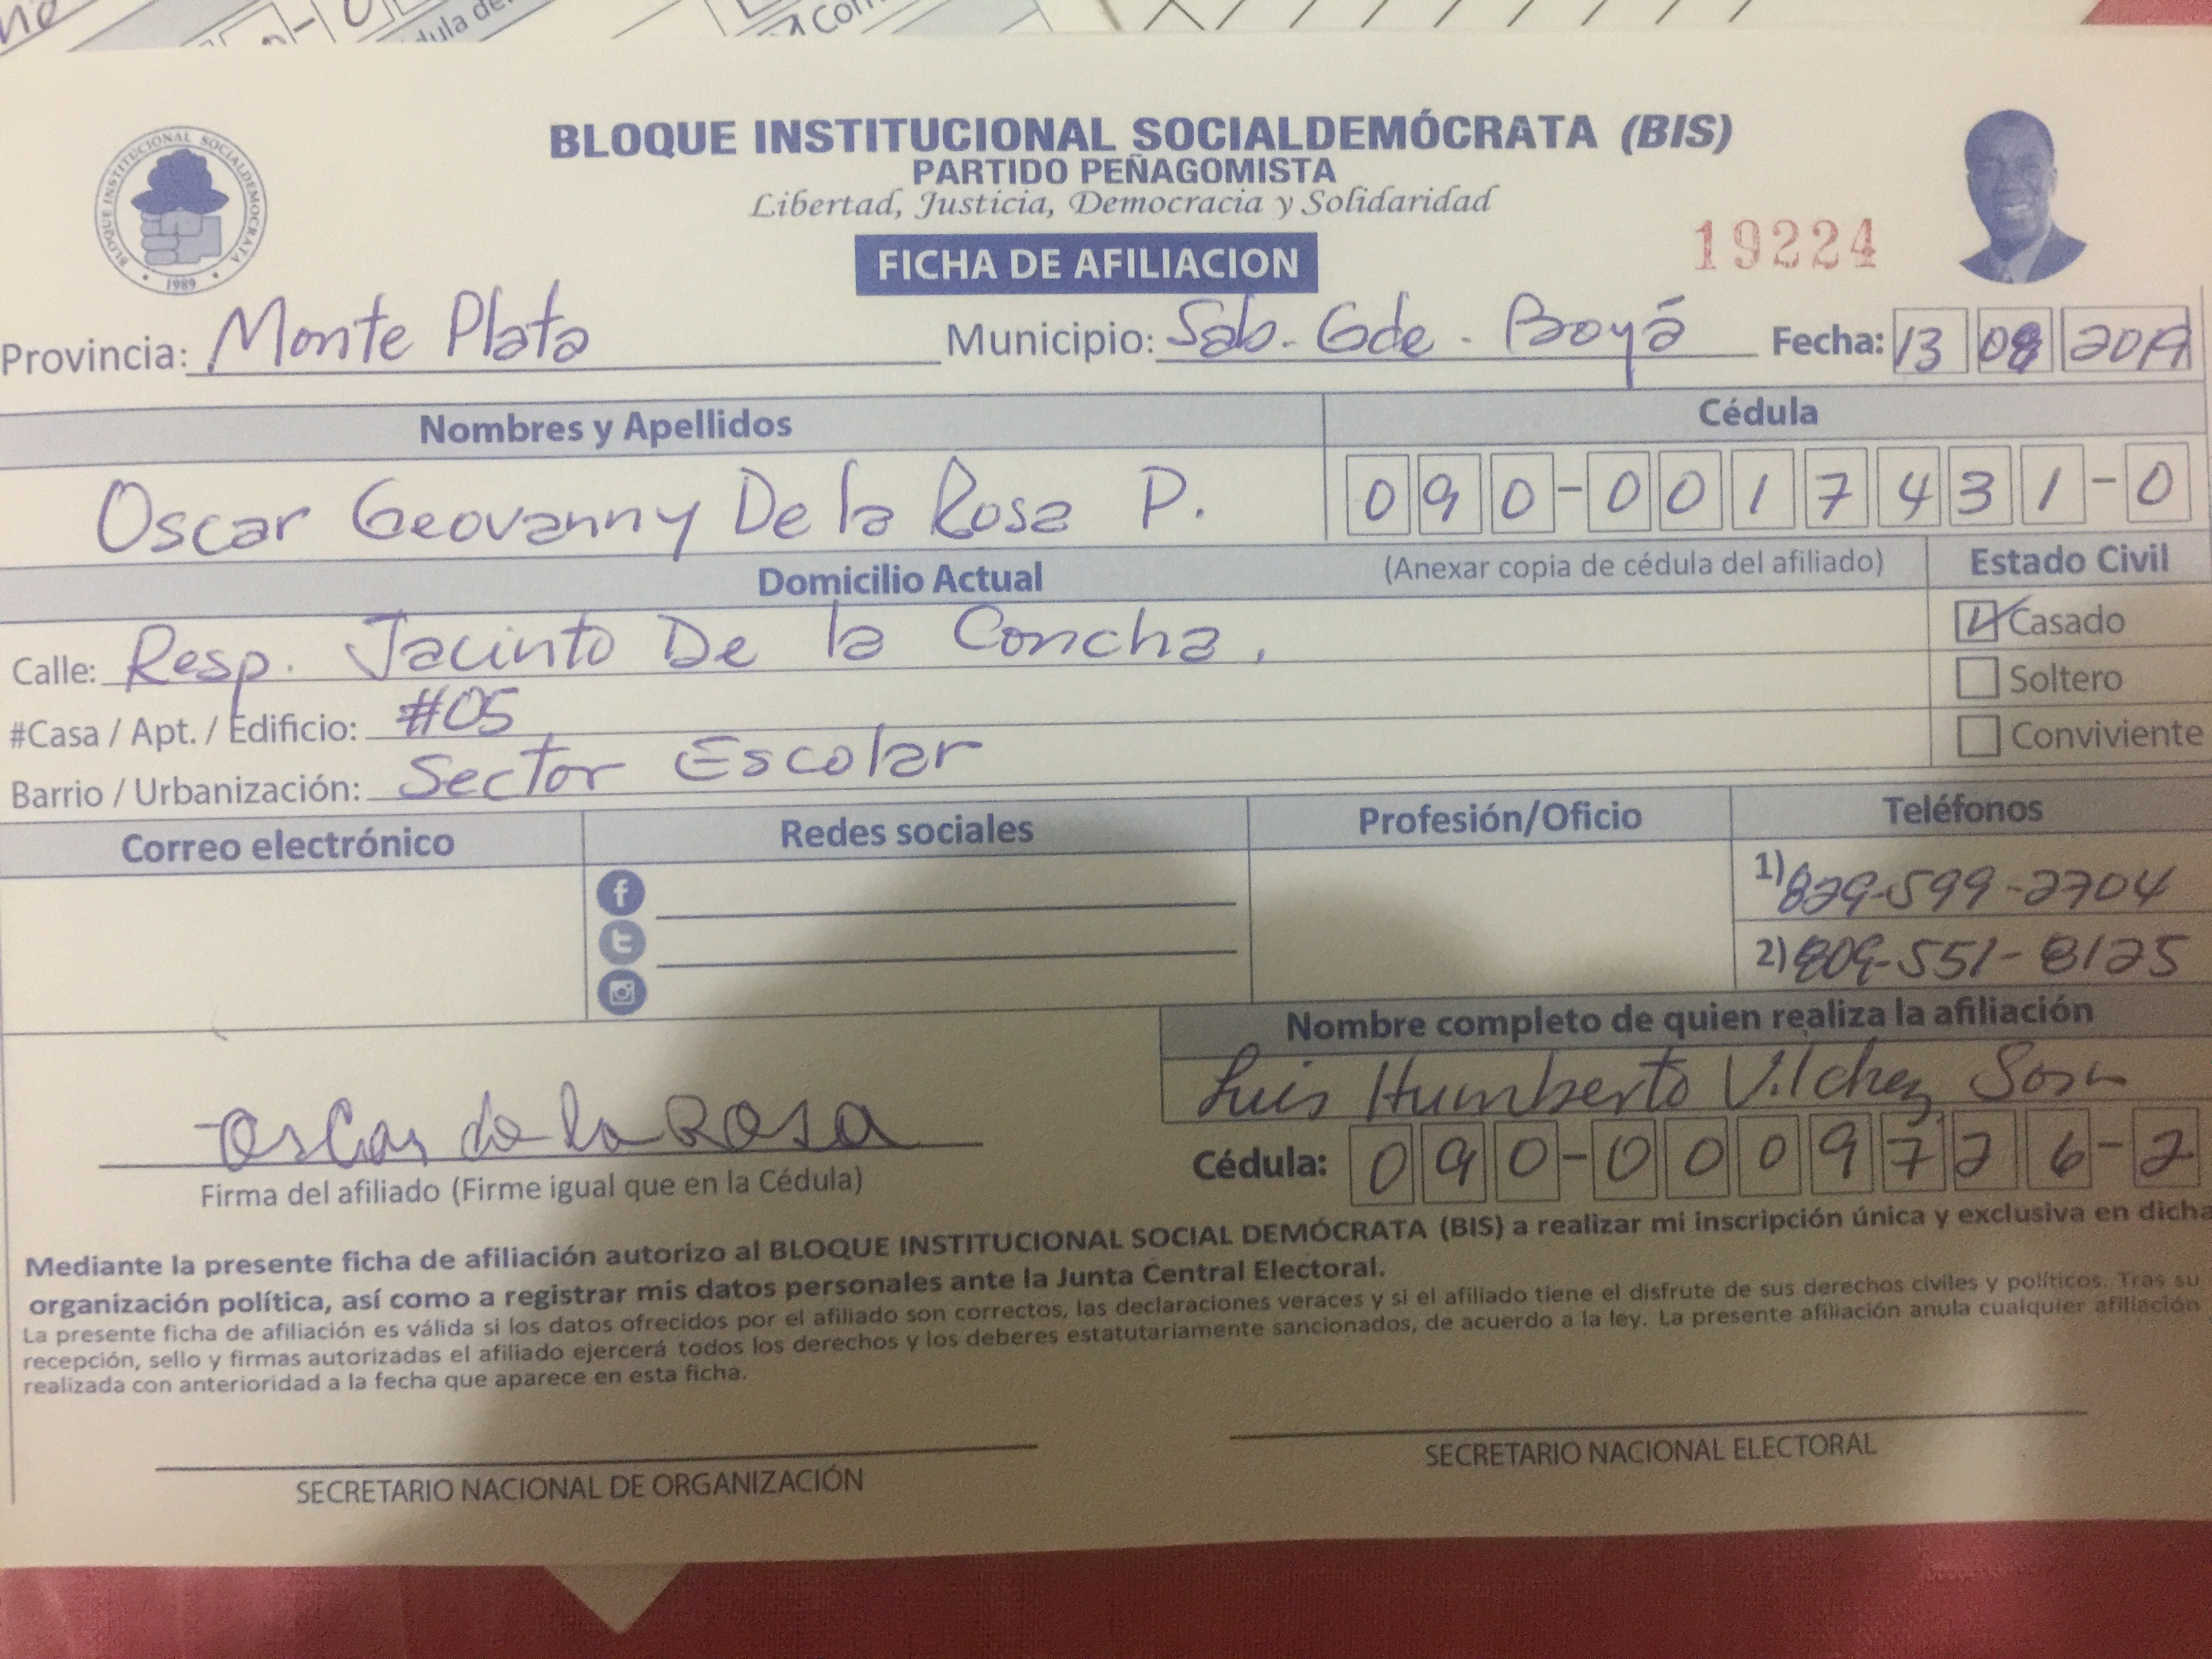 BLOQUE INSTITUCIONAL SOCIALDEMÓCRATA (BIS)
PARTIDO PEÑAGOMISTA
Libertad, Justicia, Democracia y Solidaridad
BLOQUE INSTITUCIONAL SOCIALDEMOCRATA
1989
FICHA DE AFILIACION
19224
Provincia: Monte Plata Municipio: Sab. Gde. Boyá Fecha: 13 08 2019
Nombres y Apellidos Cédula
Oscar Geovanny De la Rosa P. 090-0017431-0
Domicilio Actual (Anexar copia de cédula del afiliado) Estado Civil
Calle: Resp. Jacinto De la Concha. Casado
#Casa / Apt. / Edificio: #05 Soltero
Barrio / Urbanización: Sector Escolar Conviviente
Correo electrónico Redes sociales Profesión/Oficio Teléfonos
1) 829-599-2704
2) 809-551-8125
Nombre completo de quien realiza la afiliación
Luis Humberto Vilchez Sosa
Oscar de la Rosa Cédula: 090-0009726-2
Firma del afiliado (Firme igual que en la Cédula)
Mediante la presente ficha de afiliación autorizo al BLOQUE INSTITUCIONAL SOCIAL DEMÓCRATA (BIS) a realizar mi inscripción única y exclusiva en dicha
organización política, así como a registrar mis datos personales ante la Junta Central Electoral.
La presente ficha de afiliación es válida si los datos ofrecidos por el afiliado son correctos, las declaraciones veraces y si el afiliado tiene el disfrute de sus derechos civiles y políticos. Tras su
recepción, sello y firmas autorizadas el afiliado ejercerá todos los derechos y los deberes estatutariamente sancionados, de acuerdo a la ley. La presente afiliación anula cualquier afiliación
realizada con anterioridad a la fecha que aparece en esta ficha.
SECRETARIO NACIONAL DE ORGANIZACIÓN SECRETARIO NACIONAL ELECTORAL